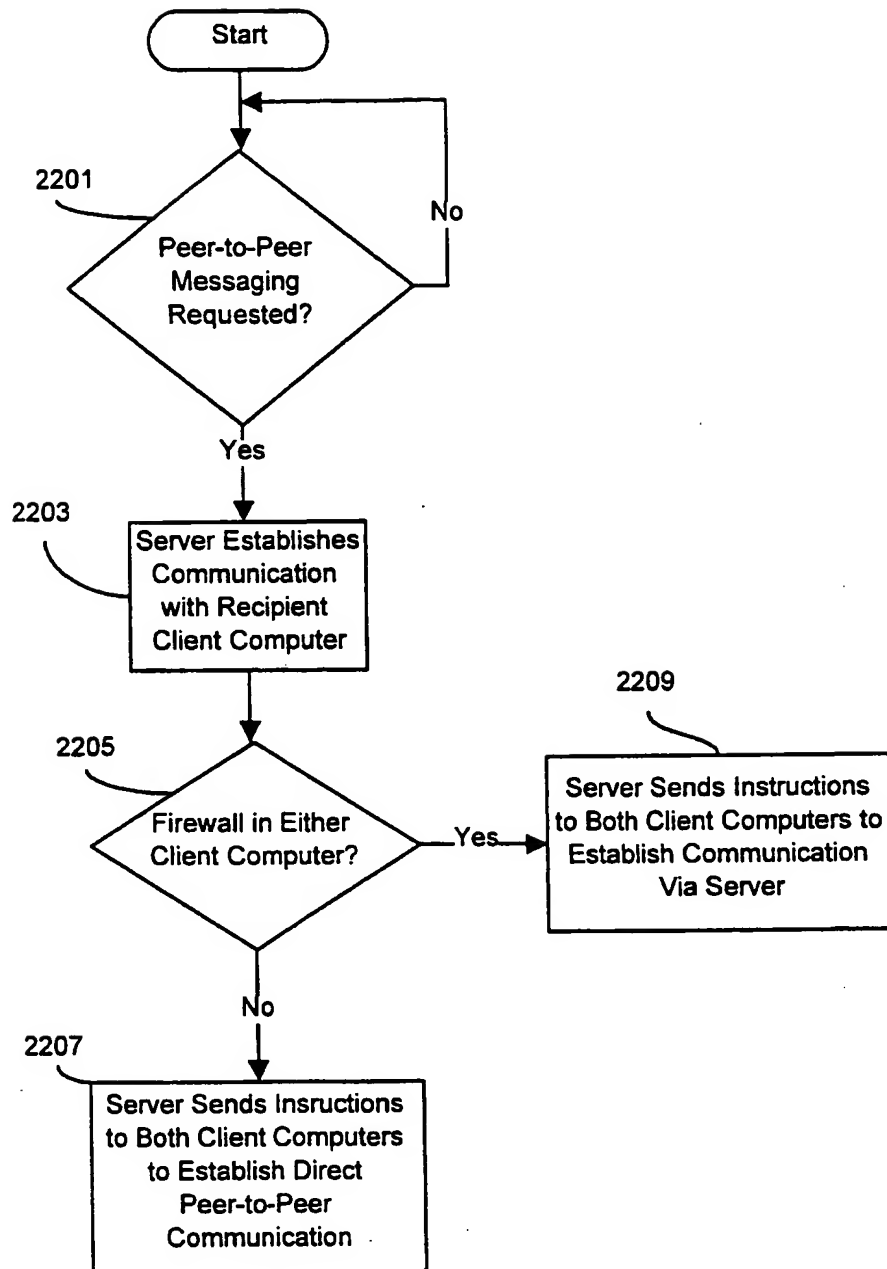 Start
2201
No
Peer-to-Peer
Messaging
Requested?
Yes
2203
Server Establishes
Communication
with Recipient
Client Computer
2209
2205
Firewall in Either
Client Computer?
Yes
Server Sends Instructions
to Both Client Computers to
Establish Communication
Via Server
No
2207
Server Sends Insructions
to Both Client Computers
to Establish Direct
Peer-to-Peer
Communication